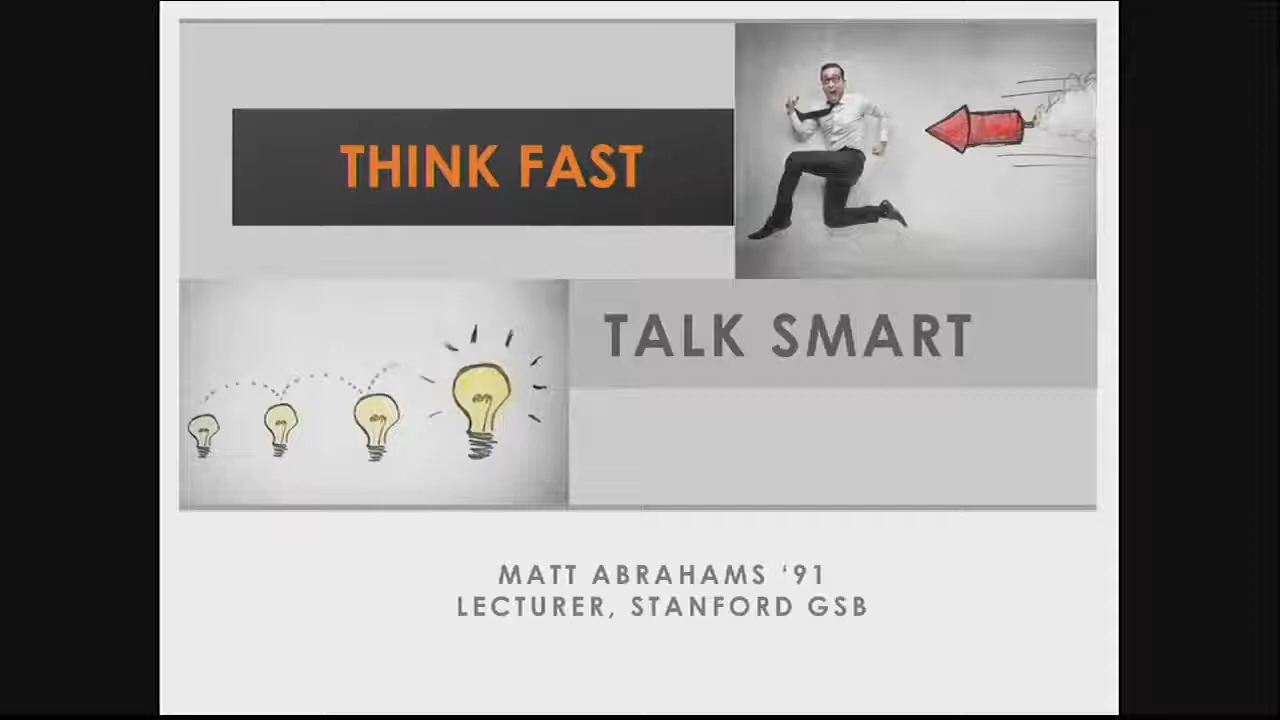 THINK FAST
TALK SMART
MATT ABRAHAMS ‘91
LECTURER, STANFORD GSB